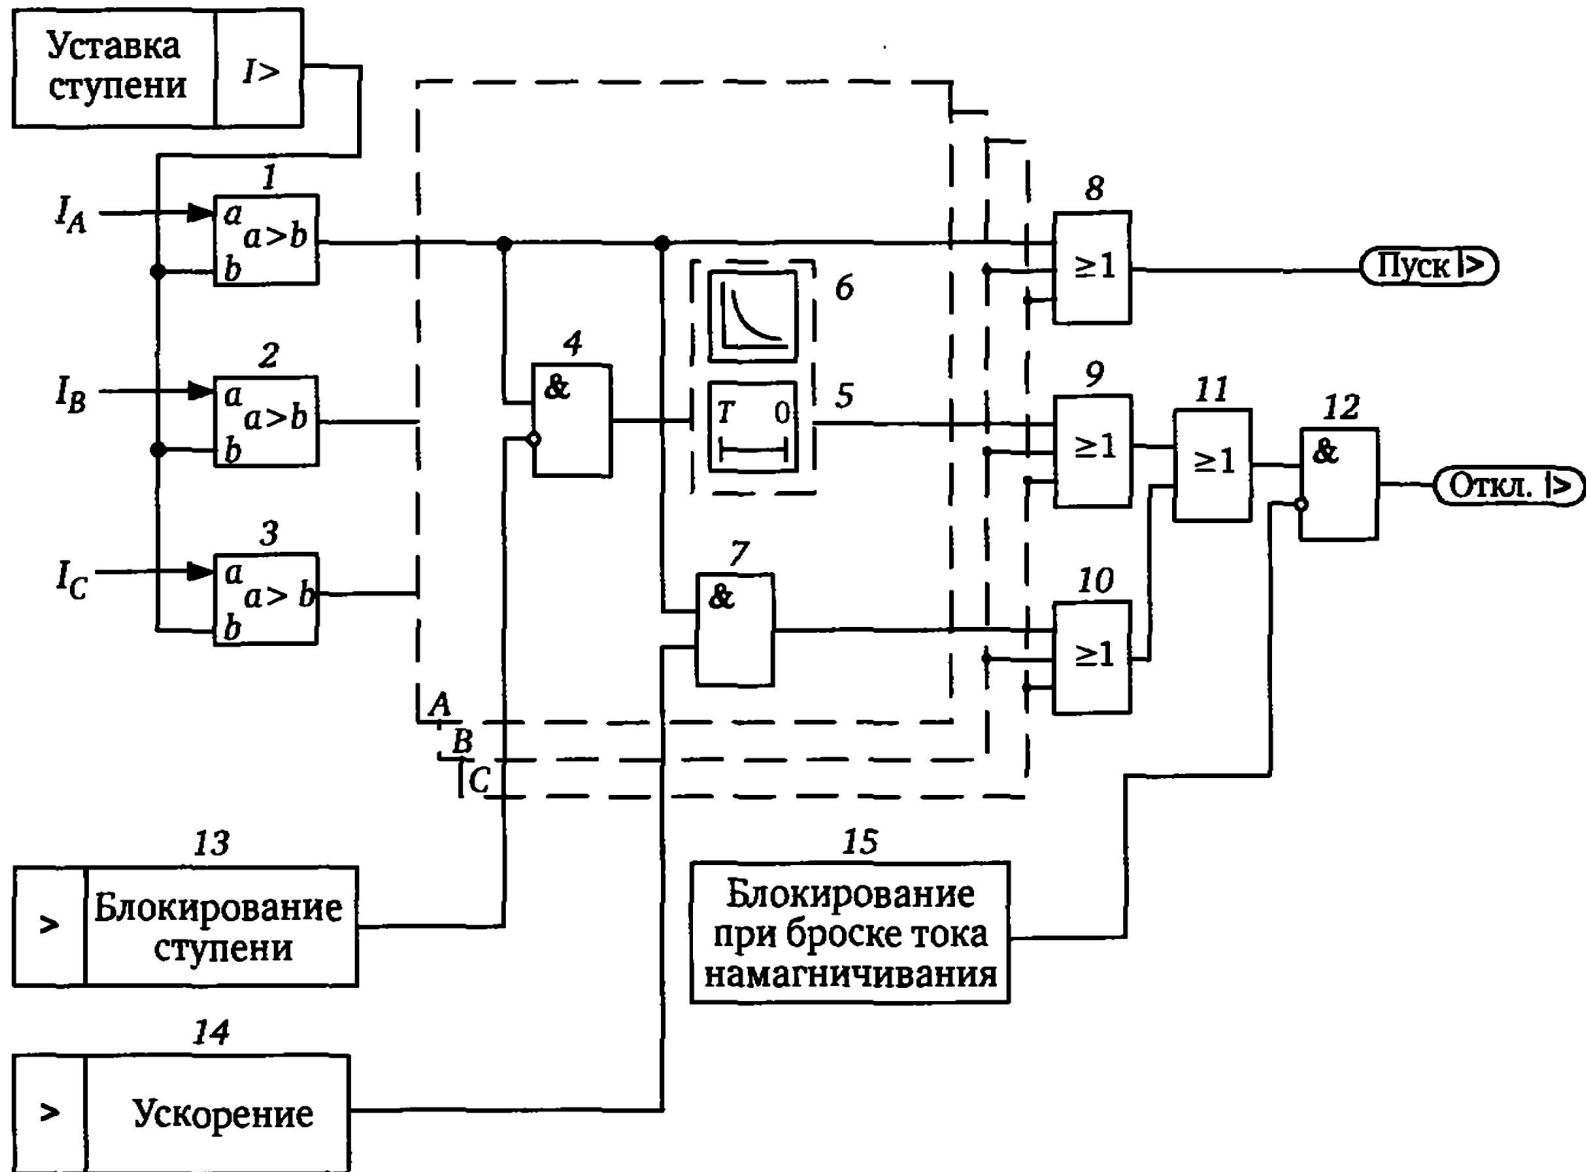 Уставка
ступени
I>
1
I_A
a
a>b
b
2
I_B
a
a>b
b
3
I_C
a
a> b
b
4
&
6
T 0
5
7
&
A
B
C
8
≥1
Пуск |>
9
≥1
11
≥1
12
&
Откл. |>
10
≥1
13
>
Блокирование
ступени
14
>
Ускорение
15
Блокирование
при броске тока
намагничивания